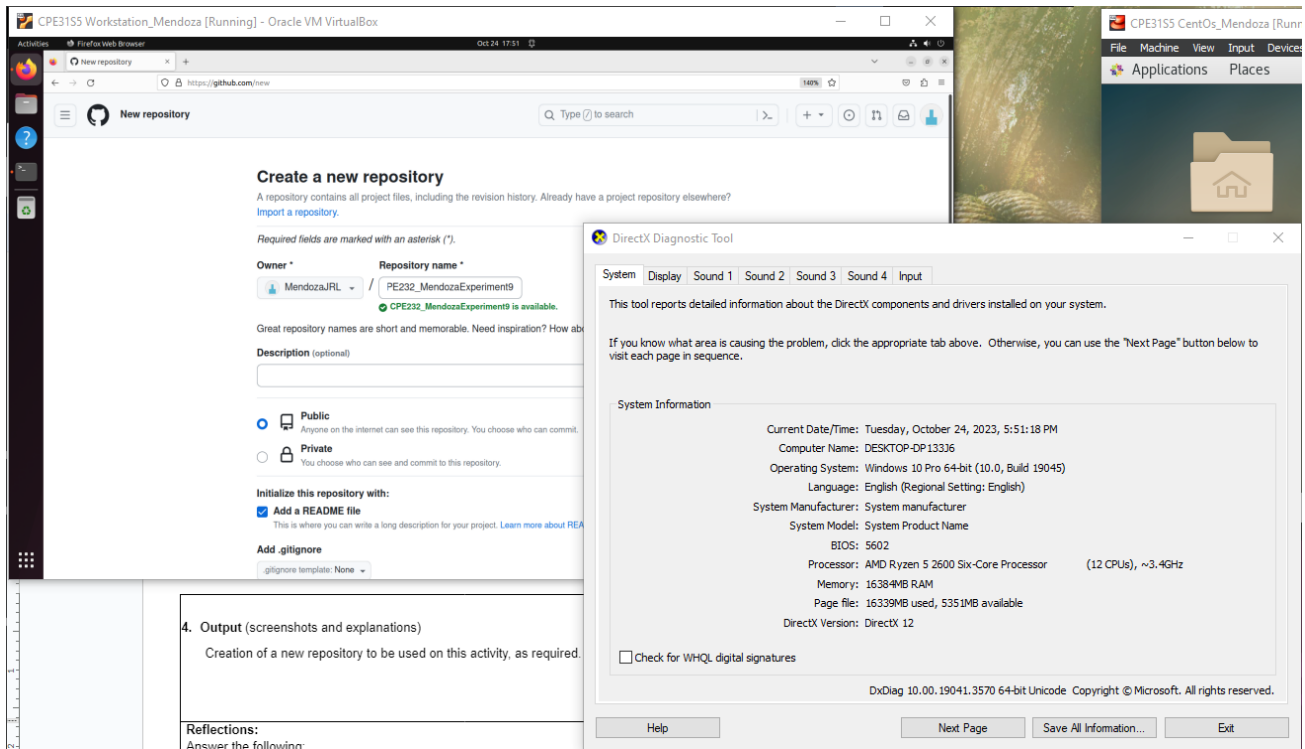 CPE31S5 Workstation_Mendoza [Running] - Oracle VM VirtualBox
Activities Firefox Web Browser Oct 24 17:51
New repository
https://github.com/new 140%
New repository Type / to search
Create a new repository
A repository contains all project files, including the revision history. Already have a project repository elsewhere?
Import a repository.
Required fields are marked with an asterisk (*).
Owner * Repository name *
MendozaJRL / PE232_MendozaExperiment9
CPE232_MendozaExperiment9 is available.
Great repository names are short and memorable. Need inspiration? How abo
Description (optional)
Public
Anyone on the internet can see this repository. You choose who can commit.
Private
You choose who can see and commit to this repository.
Initialize this repository with:
Add a README file
This is where you can write a long description for your project. Learn more about REA
Add .gitignore
.gitignore template: None
CPE31S5 CentOs_Mendoza [Runn
File Machine View Input Devices
Applications Places
DirectX Diagnostic Tool
System Display Sound 1 Sound 2 Sound 3 Sound 4 Input
This tool reports detailed information about the DirectX components and drivers installed on your system.
If you know what area is causing the problem, click the appropriate tab above. Otherwise, you can use the "Next Page" button below to
visit each page in sequence.
System Information
Current Date/Time: Tuesday, October 24, 2023, 5:51:18 PM
Computer Name: DESKTOP-DP133J6
Operating System: Windows 10 Pro 64-bit (10.0, Build 19045)
Language: English (Regional Setting: English)
System Manufacturer: System manufacturer
System Model: System Product Name
BIOS: 5602
Processor: AMD Ryzen 5 2600 Six-Core Processor (12 CPUs), ~3.4GHz
Memory: 16384MB RAM
Page file: 16339MB used, 5351MB available
DirectX Version: DirectX 12
Check for WHQL digital signatures
DxDiag 10.00.19041.3570 64-bit Unicode Copyright © Microsoft. All rights reserved.
Help Next Page Save All Information... Exit
4. Output (screenshots and explanations)
Creation of a new repository to be used on this activity, as required.
Reflections:
Answer the following: